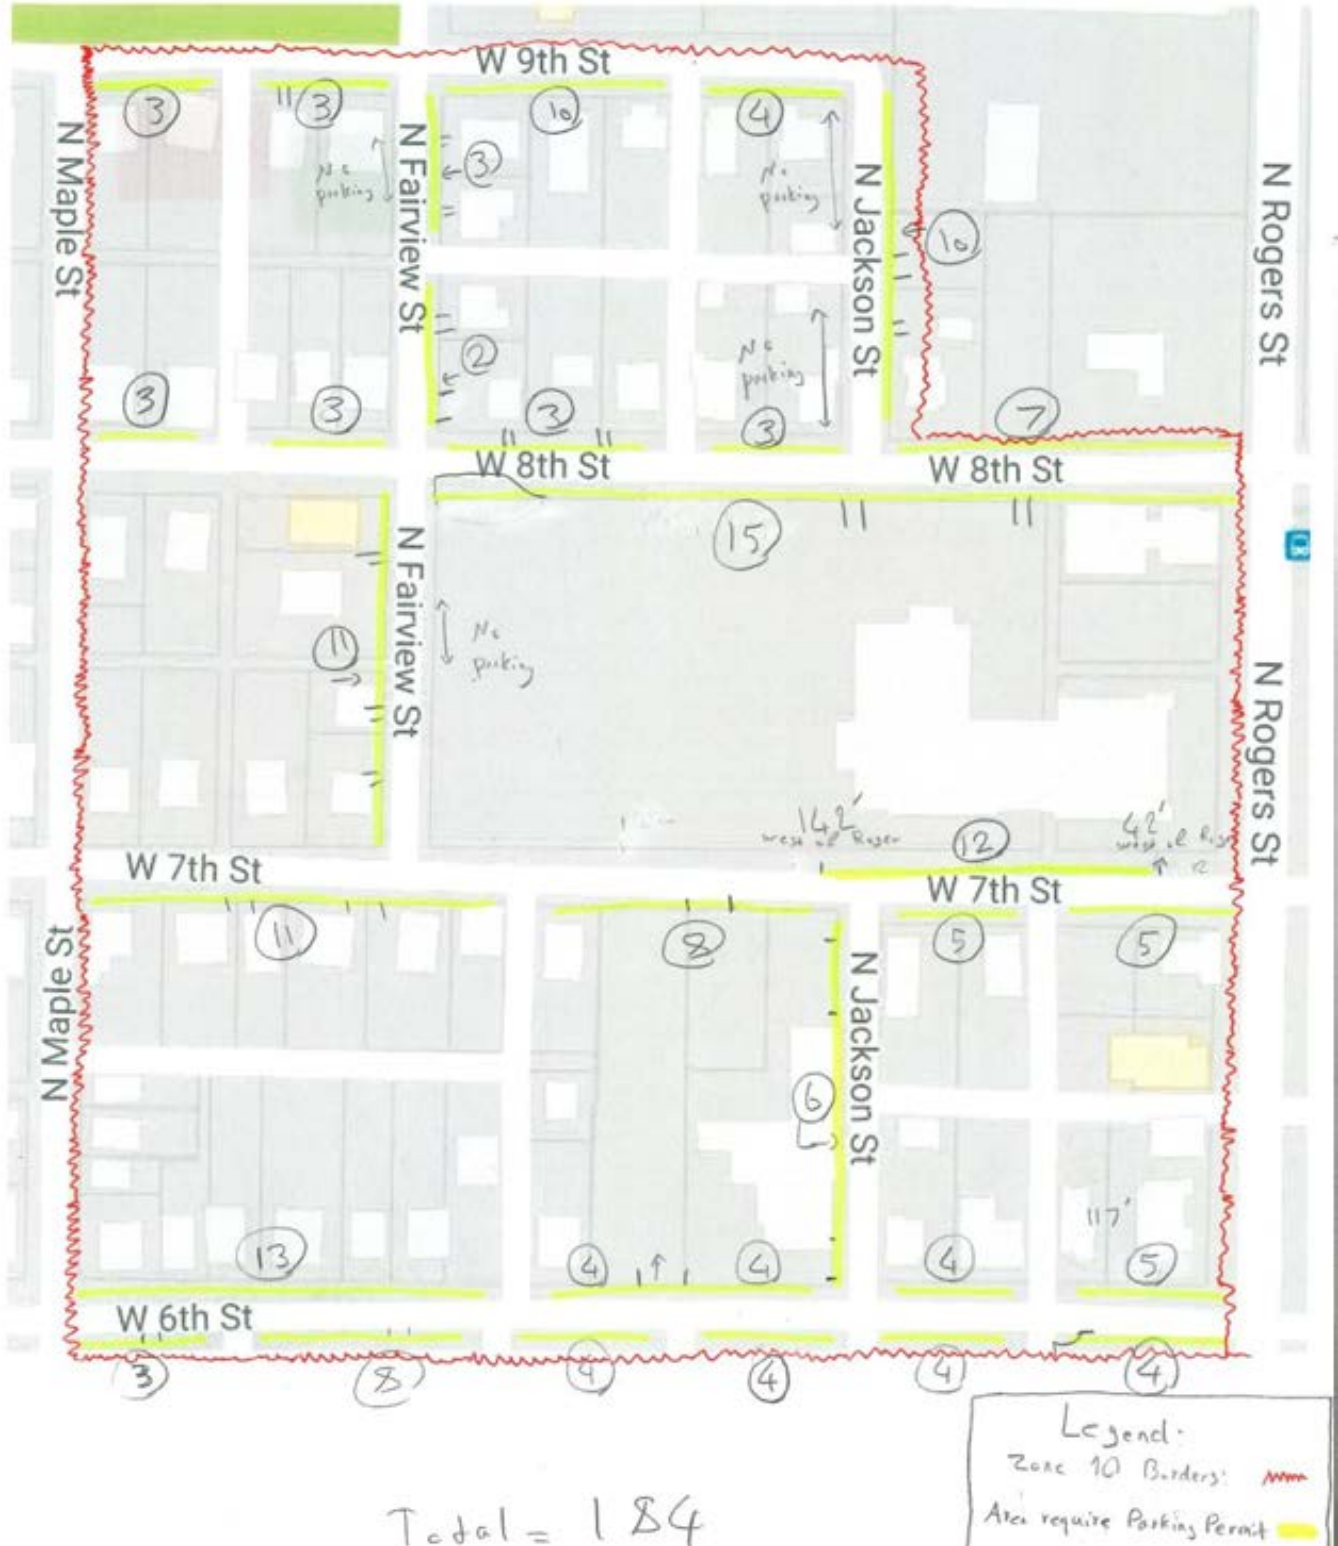 W 9th St
3
3
10
4
N Maple St
No
parking
N Fairview St
3
No
parking
N Jackson St
10
N Rogers St
2
No
parking
3
3
3
3
7
W 8th St
W 8th St
15
N Fairview St
11
No
parking
N Rogers St
142'
west of Roger
12
42'
W 7th St
W 7th St
11
8
5
5
N Maple St
N Jackson St
6
117'
13
4
4
4
5
W 6th St
3
8
4
4
4
4
Legend:
Zone 10 Borders:
Area require Parking Permit
Total = 184